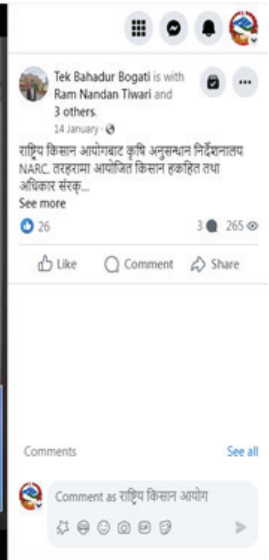 Tek Bahadur Bogati is with
Ram Nandan Tiwari and
3 others.
14 January ·
राष्ट्रिय किसान आयोगबाट कृषि अनुसन्धान निर्देशनालय
NARC. तरहरामा आयोजित किसान हकहित तथा
अधिकार संरक्...
See more
26 3 265
Like Comment Share
Comments See all
Comment as राष्ट्रिय किसान आयोग
GIF